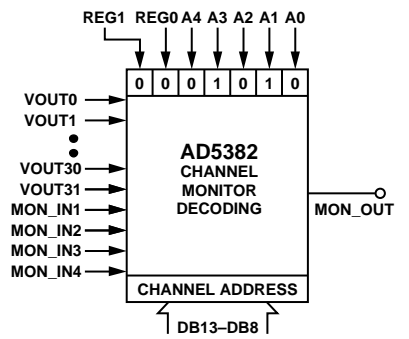 REG1 REG0 A4 A3 A2 A1 A0
0 0 0 1 0 1 0
VOUT0
VOUT1
VOUT30
VOUT31
MON_IN1
MON_IN2
MON_IN3
MON_IN4
AD5382
CHANNEL
MONITOR
DECODING
MON_OUT
CHANNEL ADDRESS
DB13–DB8